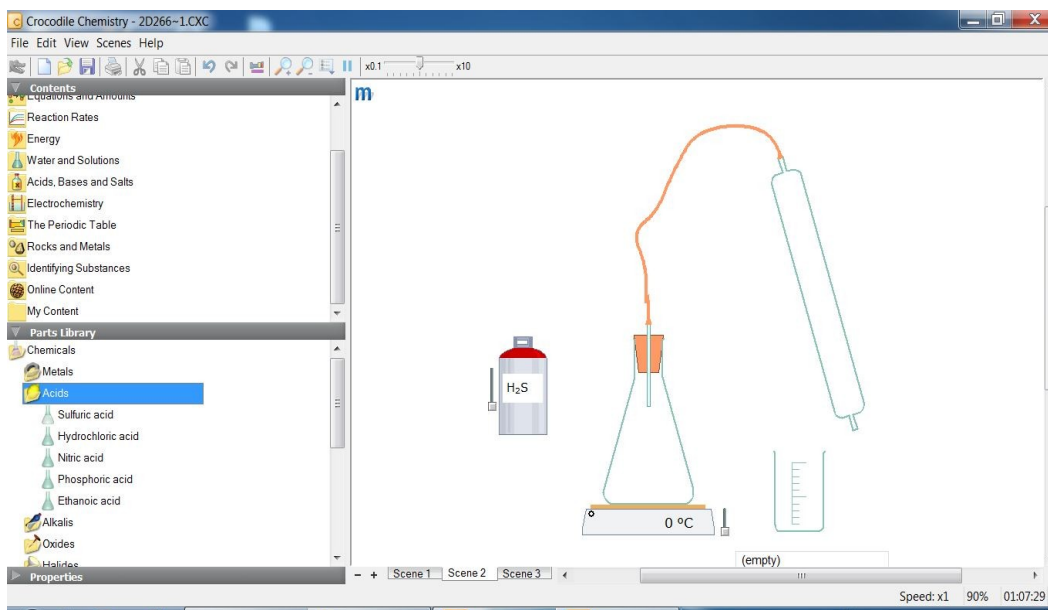 Crocodile Chemistry - 2D266~1.CXC
File Edit View Scenes Help
x0.1 x10
Contents
Equations and Amounts
Reaction Rates
Energy
Water and Solutions
Acids, Bases and Salts
Electrochemistry
The Periodic Table
Rocks and Metals
Identifying Substances
Online Content
My Content
Parts Library
Chemicals
Metals
Acids
Sulfuric acid
Hydrochloric acid
Nitric acid
Phosphoric acid
Ethanoic acid
Alkalis
Oxides
Halides
Properties
m
H₂S
0 ºC
(empty)
- + Scene 1 Scene 2 Scene 3
Speed: x1 90% 01:07:29